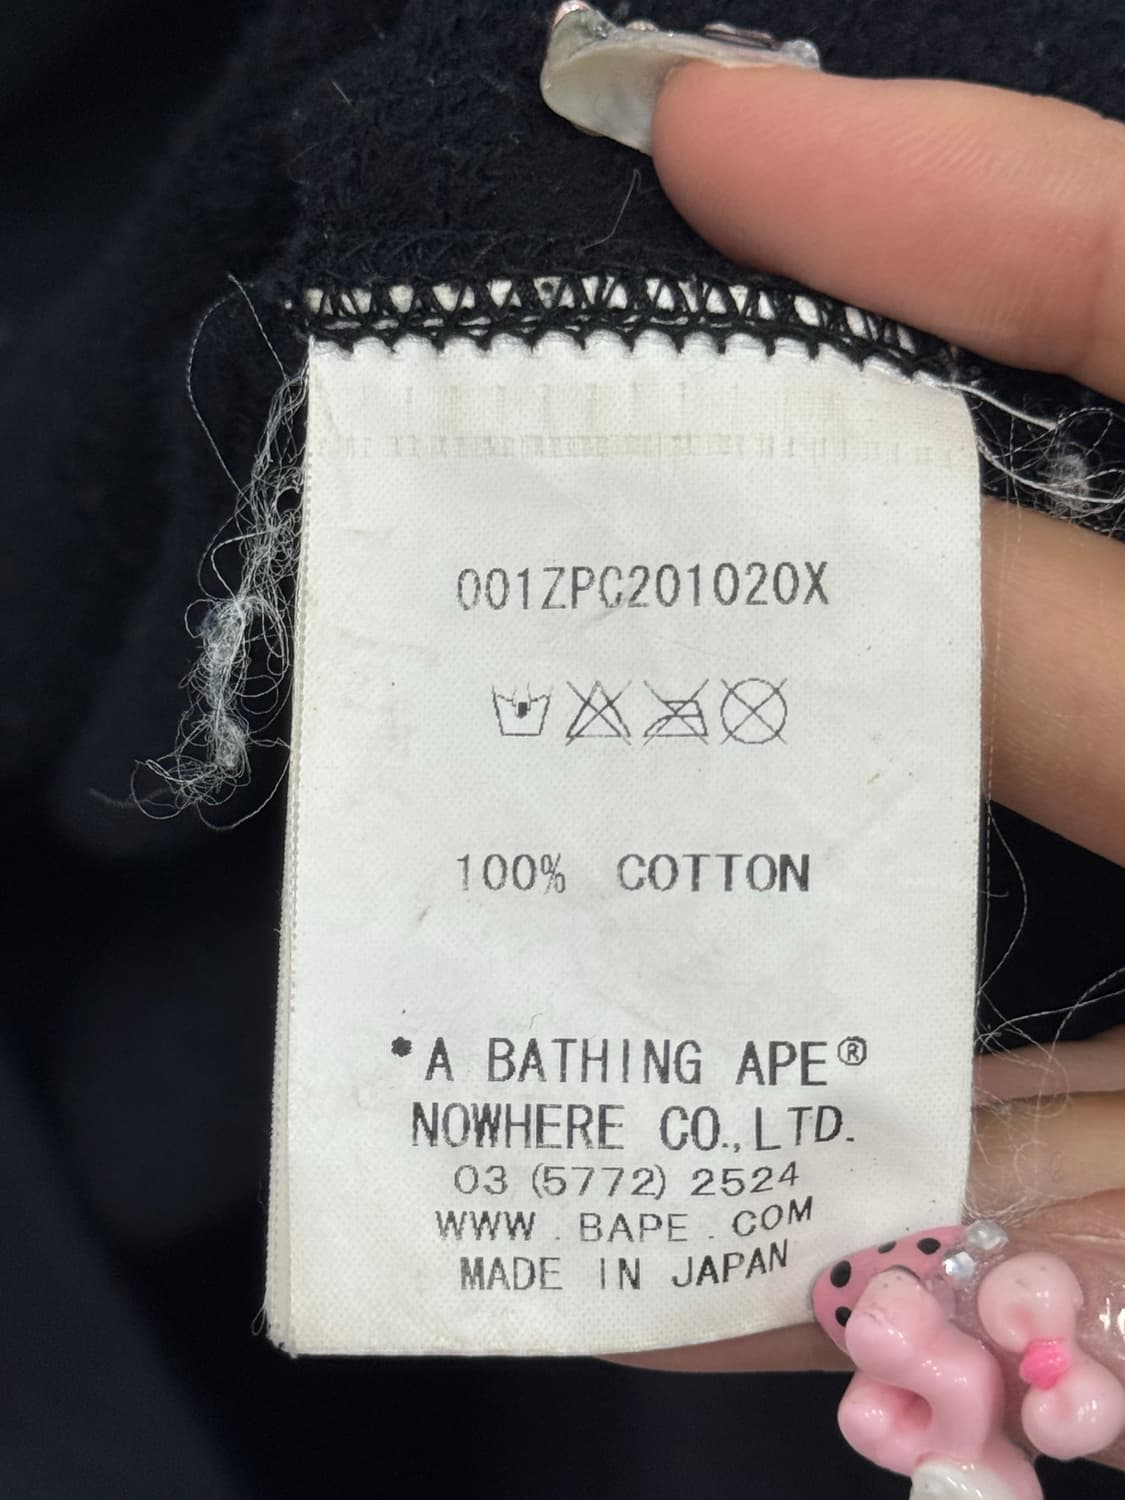 001ZPC201020X
100% COTTON
*A BATHING APE®
NOWHERE CO.,LTD.
03 (5772) 2524
WWW . BAPE . COM
MADE IN JAPAN